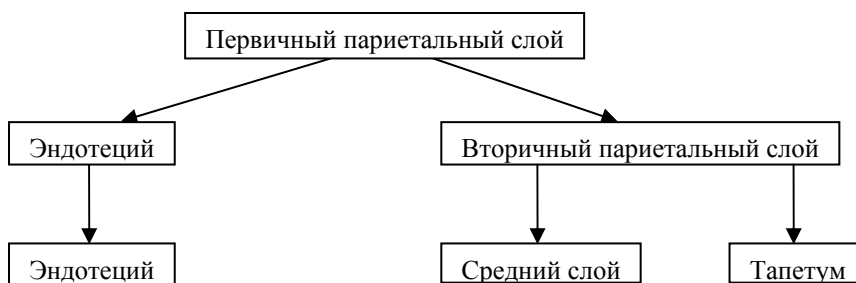 Первичный париетальный слой
Эндотеций
Вторичный париетальный слой
Эндотеций
Средний слой
Тапетум